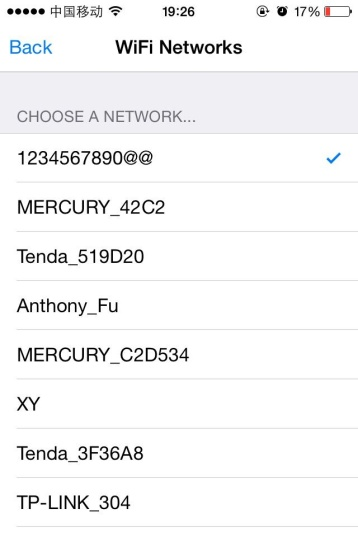 中国移动 19:26 17%
Back WiFi Networks
CHOOSE A NETWORK...
1234567890@@
MERCURY_42C2
Tenda_519D20
Anthony_Fu
MERCURY_C2D534
XY
Tenda_3F36A8
TP-LINK_304